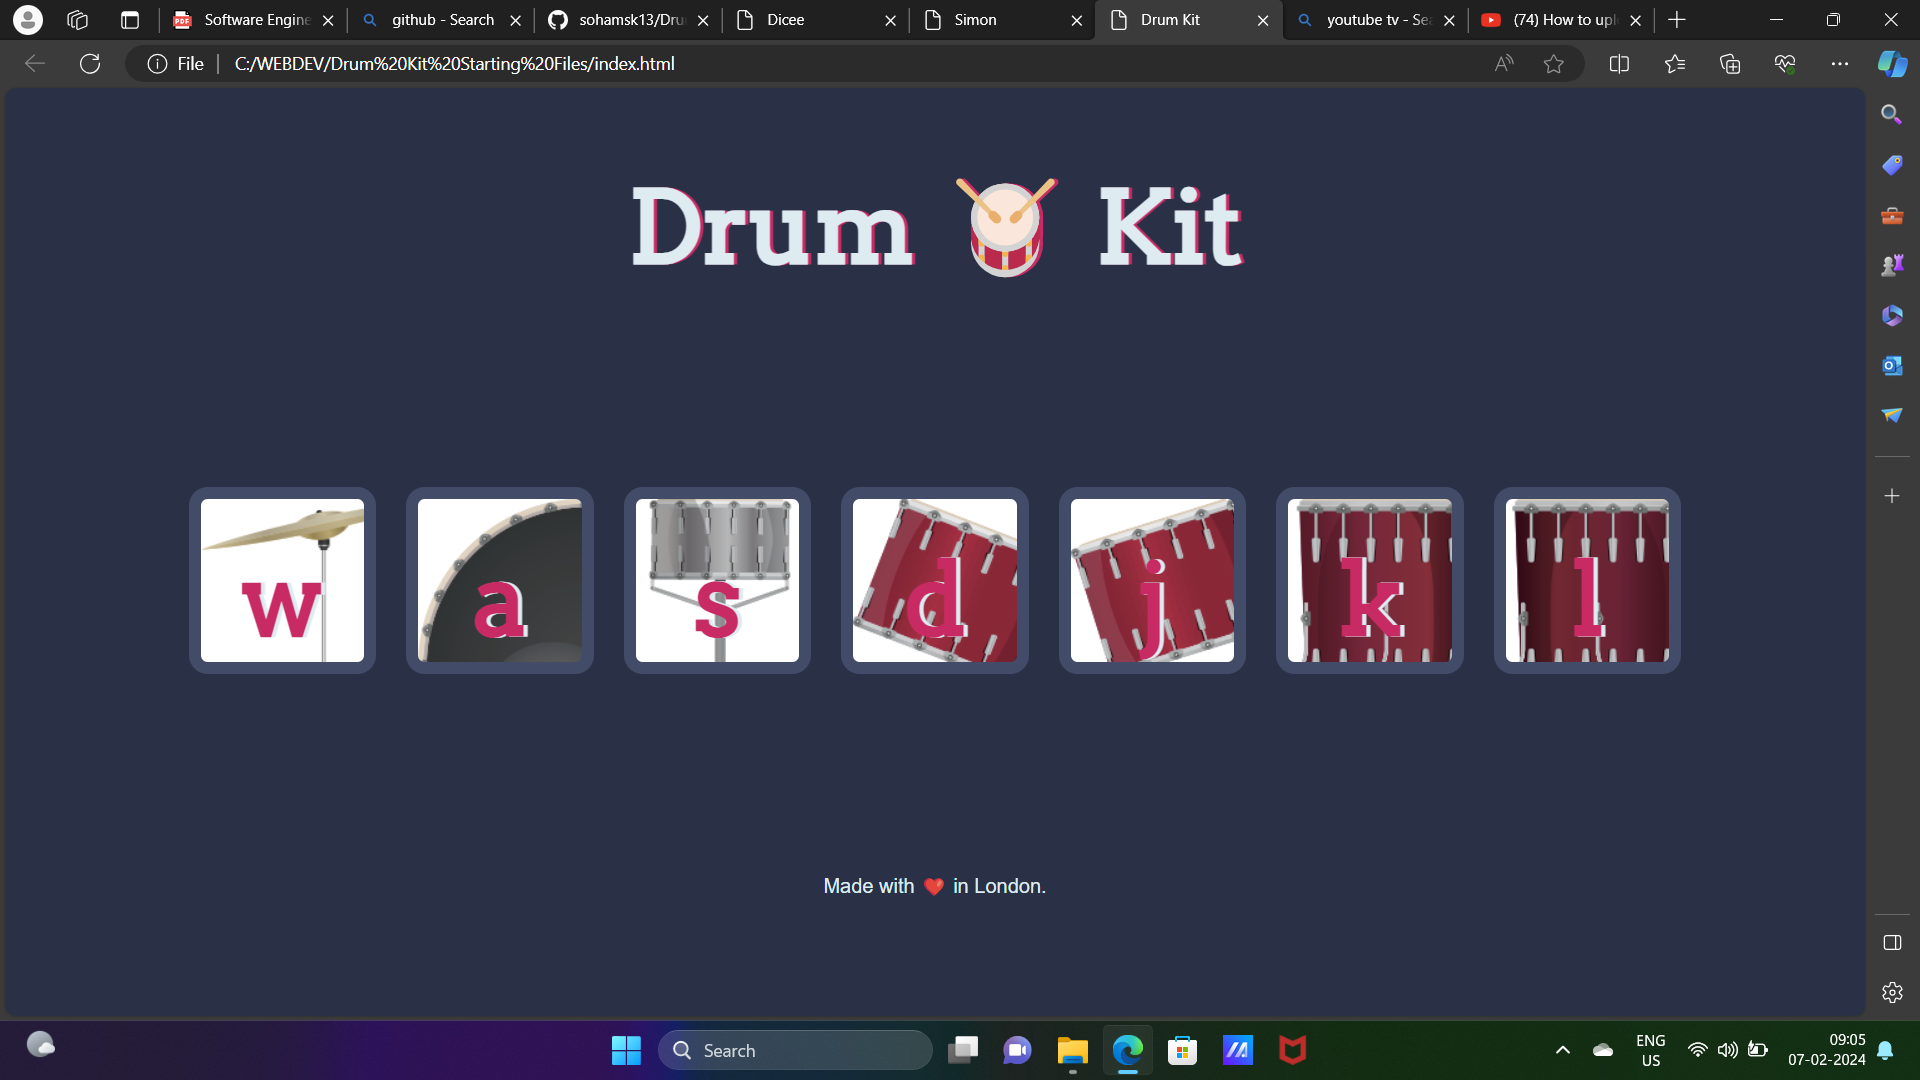 Software Engine
github - Search
sohamsk13/Dru
Dicee
Simon
Drum Kit
youtube tv - Sea
(74) How to upl
File
C:/WEBDEV/Drum%20Kit%20Starting%20Files/index.html
Drum Kit
w a s d j k l
Made with ❤️ in London.
Search
ENG
US
09:05
07-02-2024